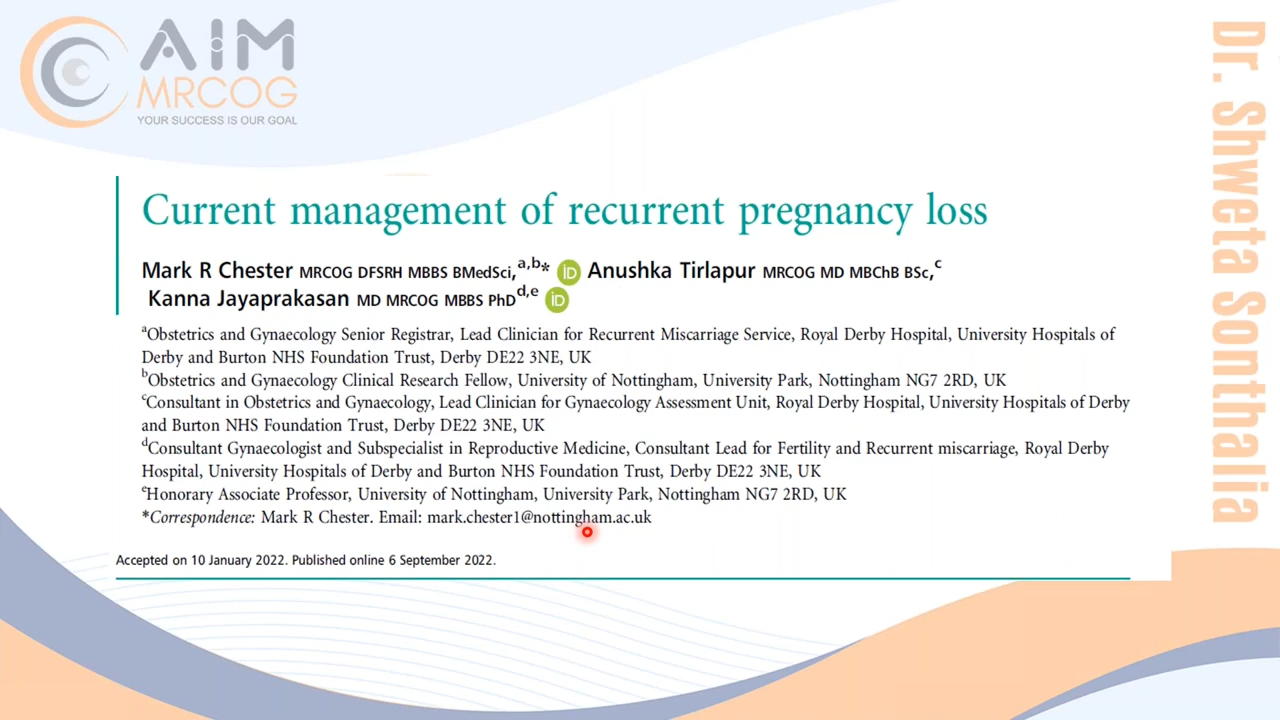 AIM
MRCOG
YOUR SUCCESS IS OUR GOAL
Dr. Shweta Sonthalia
Current management of recurrent pregnancy loss
Mark R Chester MRCOG DFSRH MBBS BMedSci,a,b* iD Anushka Tirlapur MRCOG MD MBChB BSc,c
Kanna Jayaprakasan MD MRCOG MBBS PhDd,e iD
aObstetrics and Gynaecology Senior Registrar, Lead Clinician for Recurrent Miscarriage Service, Royal Derby Hospital, University Hospitals of
Derby and Burton NHS Foundation Trust, Derby DE22 3NE, UK
bObstetrics and Gynaecology Clinical Research Fellow, University of Nottingham, University Park, Nottingham NG7 2RD, UK
cConsultant in Obstetrics and Gynaecology, Lead Clinician for Gynaecology Assessment Unit, Royal Derby Hospital, University Hospitals of Derby
and Burton NHS Foundation Trust, Derby DE22 3NE, UK
dConsultant Gynaecologist and Subspecialist in Reproductive Medicine, Consultant Lead for Fertility and Recurrent miscarriage, Royal Derby
Hospital, University Hospitals of Derby and Burton NHS Foundation Trust, Derby DE22 3NE, UK
eHonorary Associate Professor, University of Nottingham, University Park, Nottingham NG7 2RD, UK
*Correspondence: Mark R Chester. Email: mark.chester1@nottingham.ac.uk
Accepted on 10 January 2022. Published online 6 September 2022.